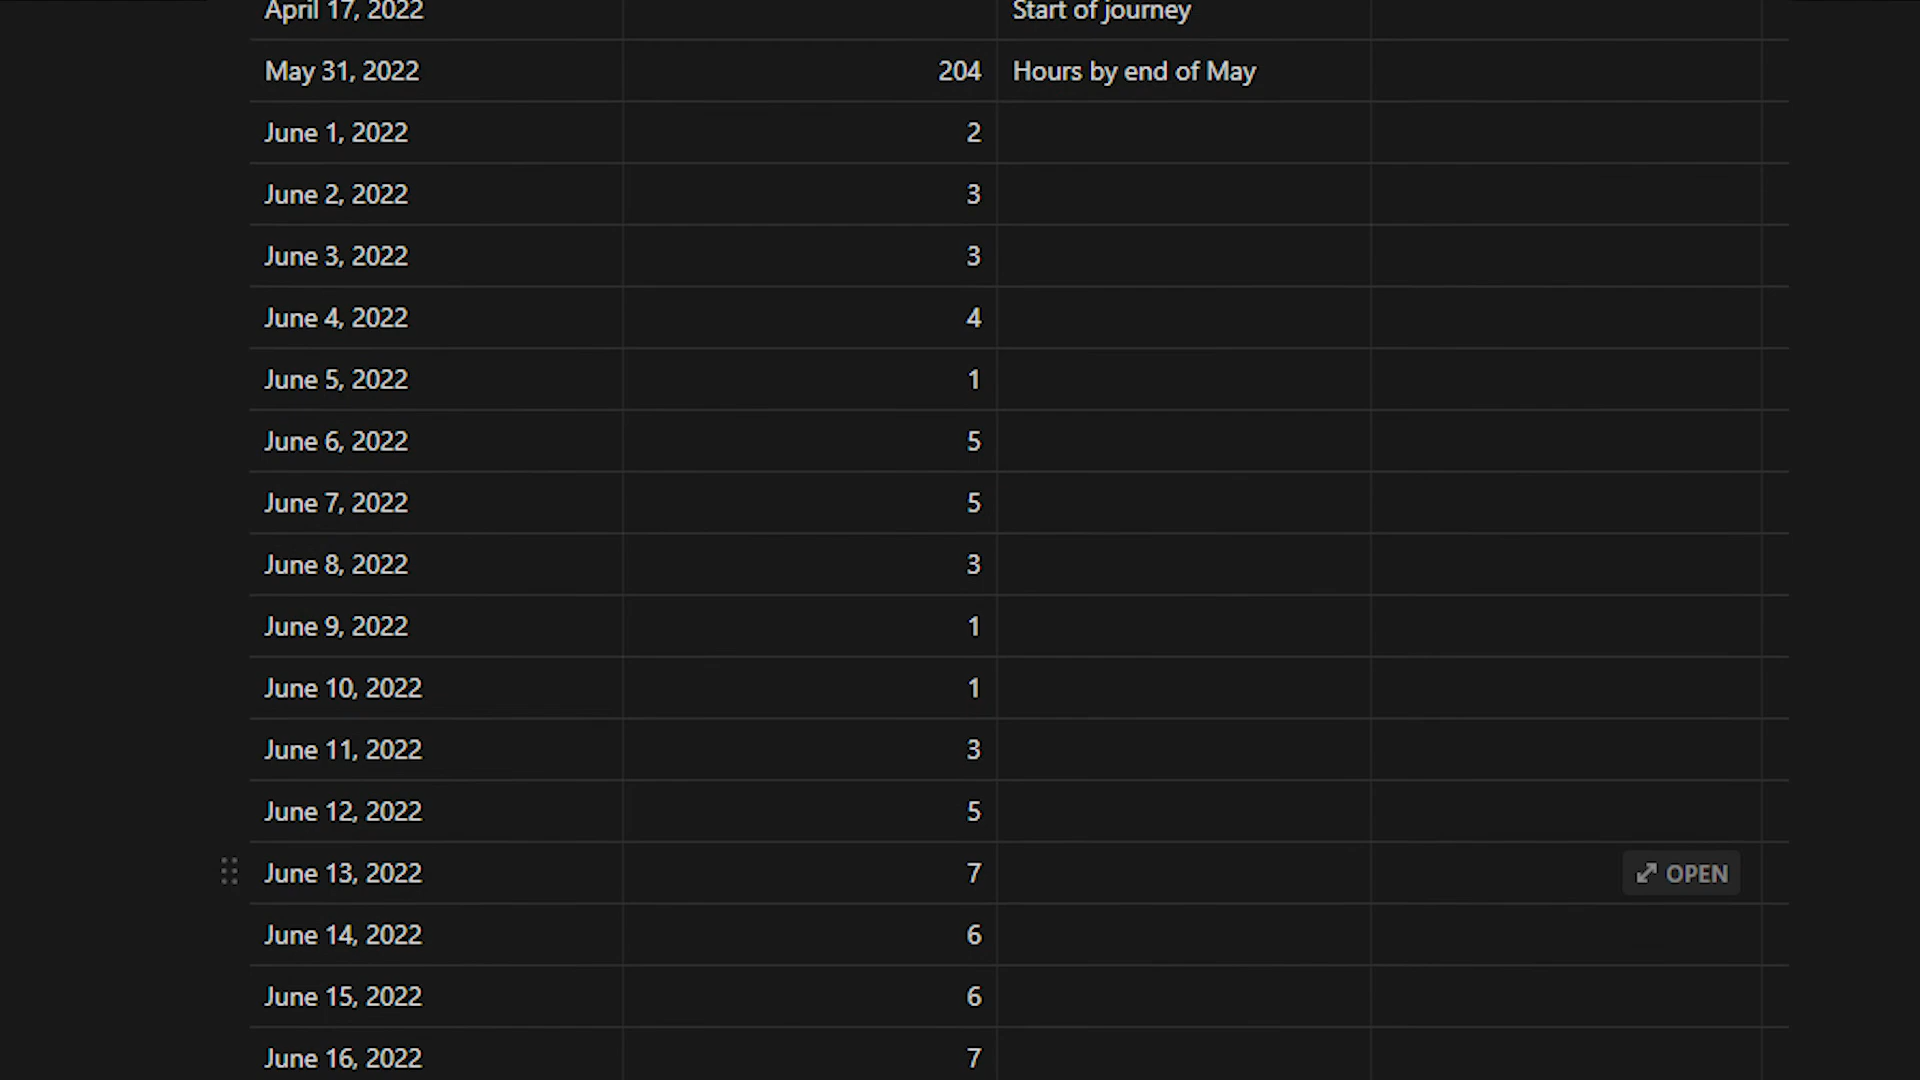 April 17, 2022 Start of journey
May 31, 2022 204 Hours by end of May
June 1, 2022 2
June 2, 2022 3
June 3, 2022 3
June 4, 2022 4
June 5, 2022 1
June 6, 2022 5
June 7, 2022 5
June 8, 2022 3
June 9, 2022 1
June 10, 2022 1
June 11, 2022 3
June 12, 2022 5
June 13, 2022 7 OPEN
June 14, 2022 6
June 15, 2022 6
June 16, 2022 7